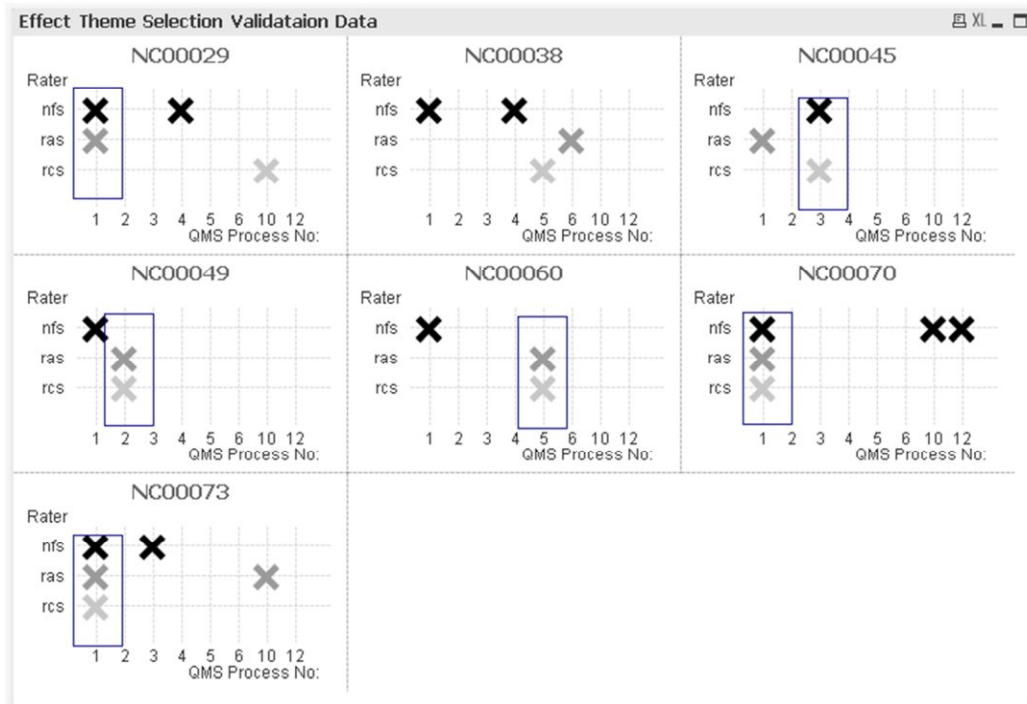 Effect Theme Selection Validataion Data XL
NC00029
Rater
nfs
ras
rcs
1 2 3 4 5 6 10 12
QMS Process No:
NC00038
Rater
nfs
ras
rcs
1 2 3 4 5 6 10 12
QMS Process No:
NC00045
Rater
nfs
ras
rcs
1 2 3 4 5 6 10 12
QMS Process No:
NC00049
Rater
nfs
ras
rcs
1 2 3 4 5 6 10 12
QMS Process No:
NC00060
Rater
nfs
ras
rcs
1 2 3 4 5 6 10 12
QMS Process No:
NC00070
Rater
nfs
ras
rcs
1 2 3 4 5 6 10 12
QMS Process No:
NC00073
Rater
nfs
ras
rcs
1 2 3 4 5 6 10 12
QMS Process No: